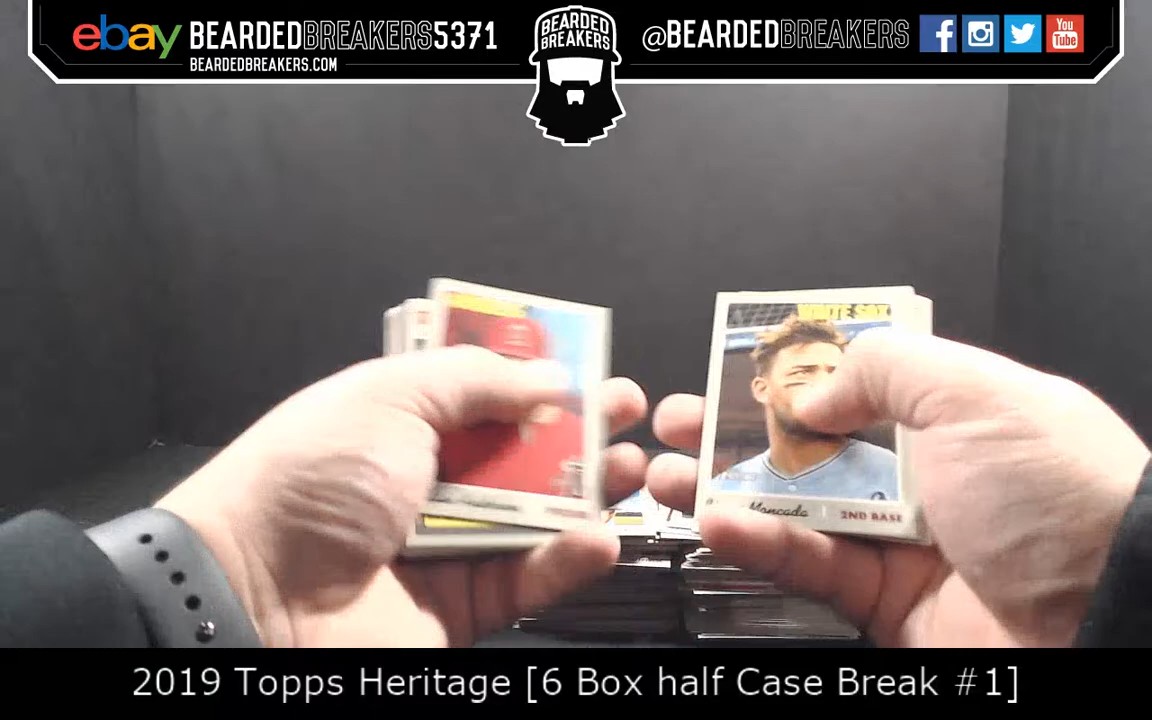 ebay BEARDEDBREAKERS5371
BEARDEDBREAKERS.COM
BEARDED
BREAKERS
@BEARDEDBREAKERS
You
Tube
WHITE SOX
Moncada | 2ND BASE
2019 Topps Heritage [6 Box half Case Break #1]